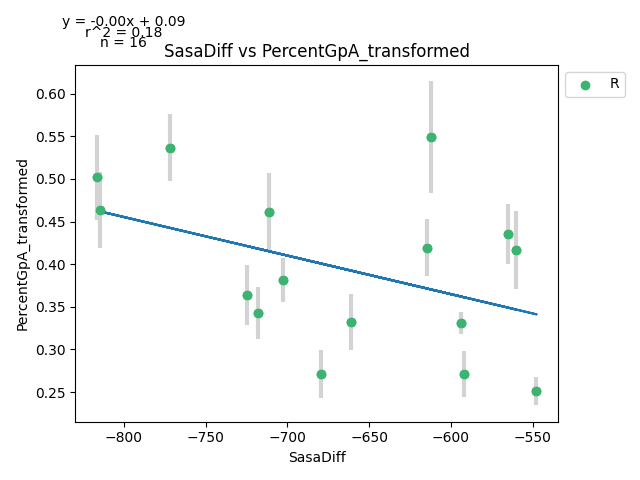 y = -0.00x + 0.09
r^2 = 0.18
n = 16
SasaDiff vs PercentGpA_transformed
R
PercentGpA_transformed
0.60
0.55
0.50
0.45
0.40
0.35
0.30
0.25
−800
−750
−700
−650
−600
−550
SasaDiff